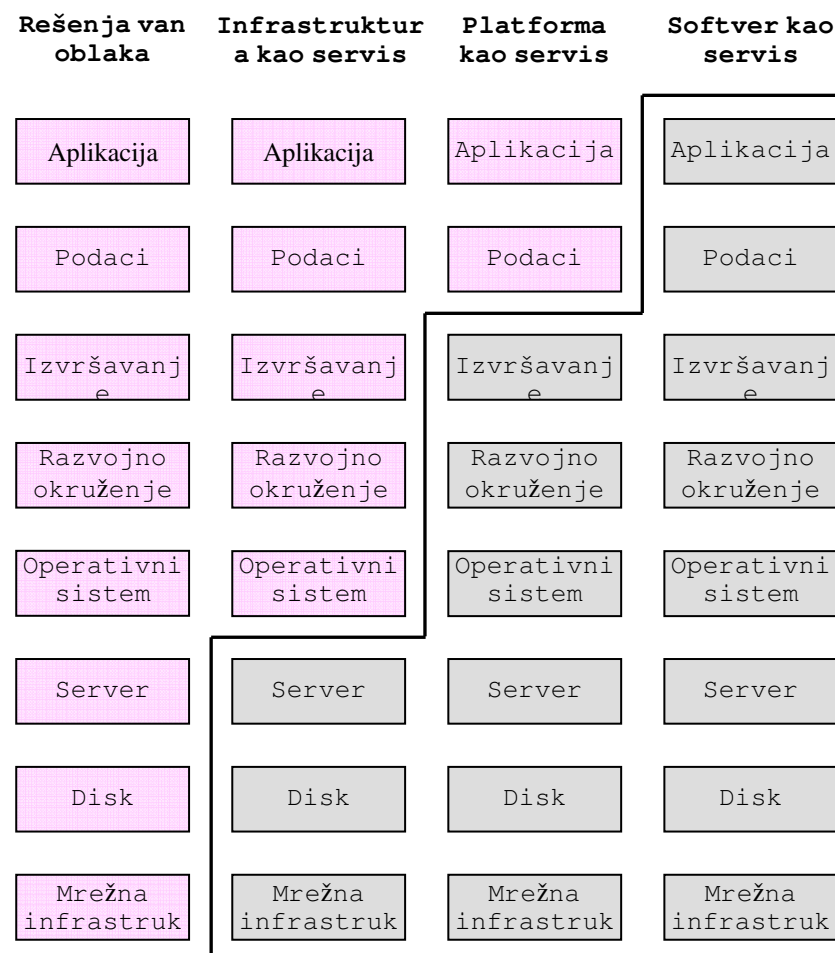 Rešenja van
oblaka
Infrastruktur
a kao servis
Platforma
kao servis
Softver kao
servis
Aplikacija
Aplikacija
Aplikacija
Aplikacija
Podaci
Podaci
Podaci
Podaci
Izvršavanj
e
Izvršavanj
e
Izvršavanj
e
Izvršavanj
e
Razvojno
okruženje
Razvojno
okruženje
Razvojno
okruženje
Razvojno
okruženje
Operativni
sistem
Operativni
sistem
Operativni
sistem
Operativni
sistem
Server
Server
Server
Server
Disk
Disk
Disk
Disk
Mrežna
infrastruk
Mrežna
infrastruk
Mrežna
infrastruk
Mrežna
infrastruk